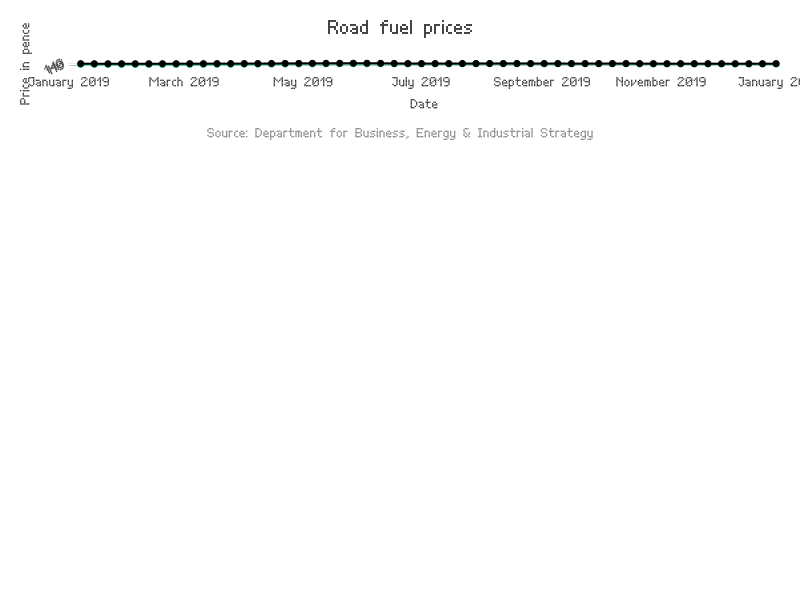 Road fuel prices
Price in pence
January 2019 March 2019 May 2019 July 2019 September 2019 November 2019 January
Date
Source: Department for Business, Energy & Industrial Strategy